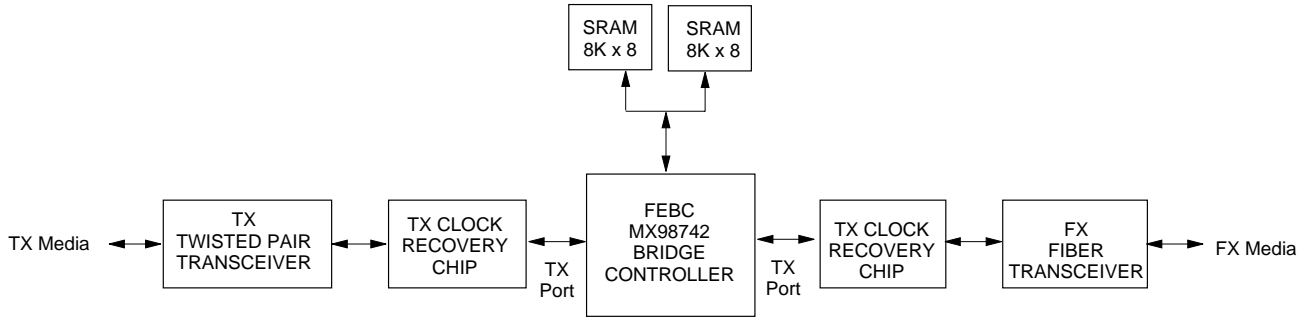 SRAM
8K x 8
SRAM
8K x 8
TX Media
TX
TWISTED PAIR
TRANSCEIVER
TX CLOCK
RECOVERY
CHIP
TX
Port
FEBC
MX98742
BRIDGE
CONTROLLER
TX
Port
TX CLOCK
RECOVERY
CHIP
FX
FIBER
TRANSCEIVER
FX Media